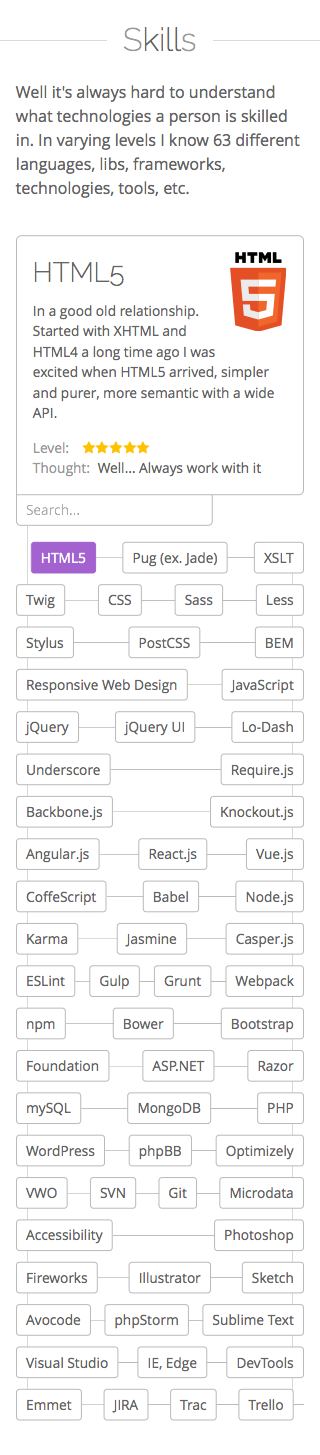 Skills
Well it's always hard to understand
what technologies a person is skilled
in. In varying levels I know 63 different
languages, libs, frameworks,
technologies, tools, etc.
HTML
5
HTML5
In a good old relationship.
Started with XHTML and
HTML4 a long time ago I was
excited when HTML5 arrived, simpler
and purer, more semantic with a wide
API.
Level:
Thought: Well... Always work with it
Search...
HTML5 Pug (ex. Jade) XSLT
Twig CSS Sass Less
Stylus PostCSS BEM
Responsive Web Design JavaScript
jQuery jQuery UI Lo-Dash
Underscore Require.js
Backbone.js Knockout.js
Angular.js React.js Vue.js
CoffeScript Babel Node.js
Karma Jasmine Casper.js
ESLint Gulp Grunt Webpack
npm Bower Bootstrap
Foundation ASP.NET Razor
mySQL MongoDB PHP
WordPress phpBB Optimizely
VWO SVN Git Microdata
Accessibility Photoshop
Fireworks Illustrator Sketch
Avocode phpStorm Sublime Text
Visual Studio IE, Edge DevTools
Emmet JIRA Trac Trello